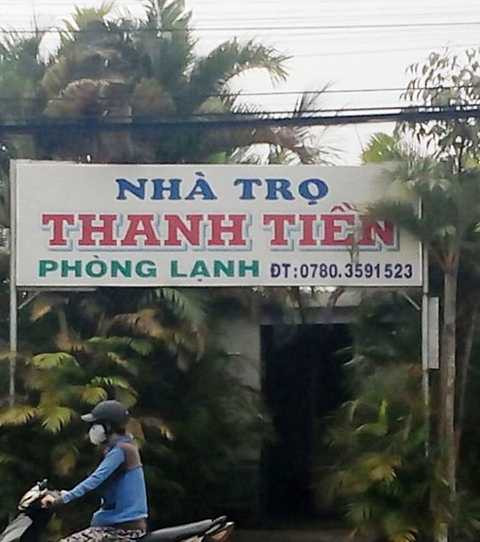 NHÀ TRỌ
THANH TIỀN
PHÒNG LẠNH ĐT:0780.3591523